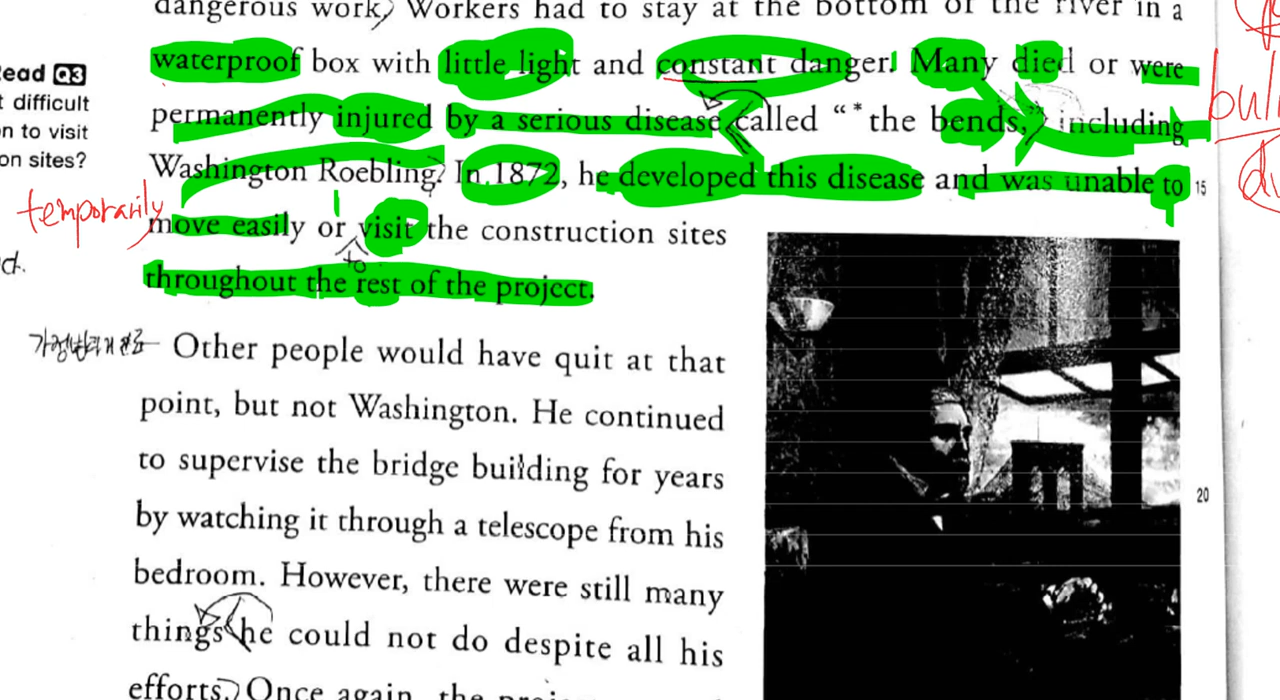 dangerous work) Workers had to stay at the bottom of the river in a
waterproof box with little light and constant danger. Many died or were
permanently injured by a serious disease called “*the bends,” including
Washington Roebling. In 1872, he developed this disease and was unable to
15
move easily or visit the construction sites
to
throughout the rest of the project.
ead Q3
difficult
n to visit
on sites?
temporarily
d.
Other people would have quit at that
point, but not Washington. He continued
to supervise the bridge building for years
20
by watching it through a telescope from his
bedroom. However, there were still many
things he could not do despite all his
efforts. Once again, the